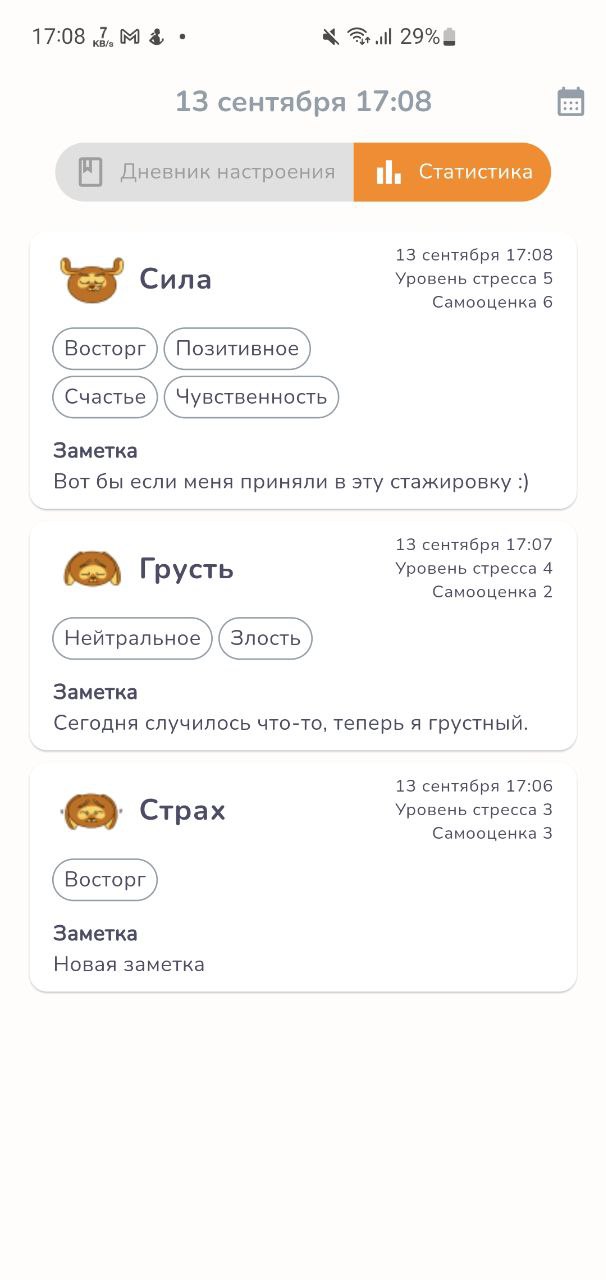 17:08 7 KB/s 29%
13 сентября 17:08
Дневник настроения Статистика
Сила
13 сентября 17:08
Уровень стресса 5
Самооценка 6
Восторг Позитивное
Счастье Чувственность
Заметка
Вот бы если меня приняли в эту стажировку :)
Грусть
13 сентября 17:07
Уровень стресса 4
Самооценка 2
Нейтральное Злость
Заметка
Сегодня случилось что-то, теперь я грустный.
Страх
13 сентября 17:06
Уровень стресса 3
Самооценка 3
Восторг
Заметка
Новая заметка